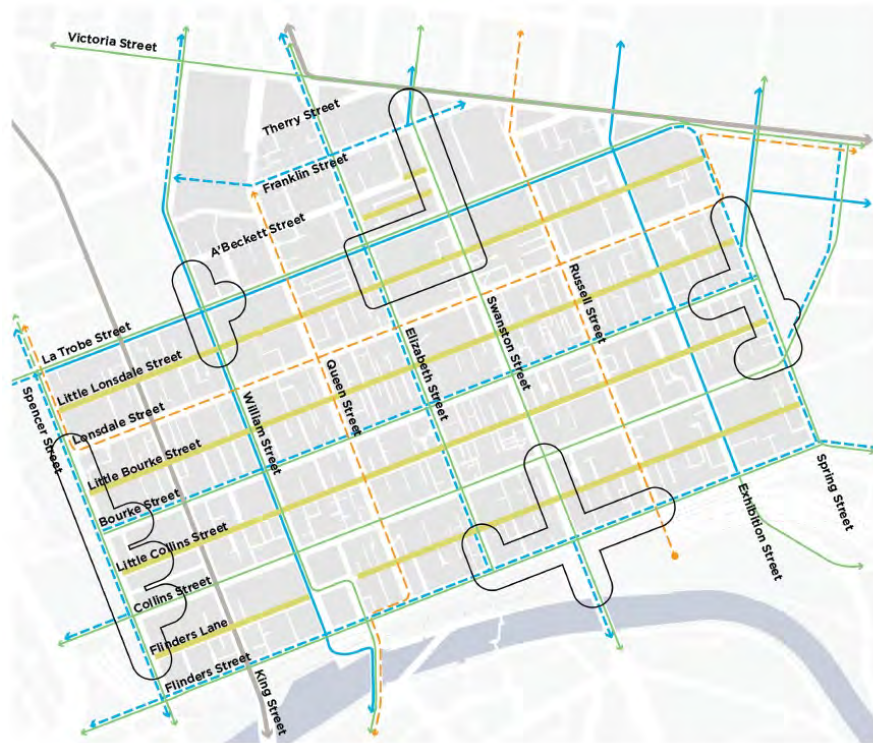 Victoria Street
Therry Street
Franklin Street
A'Beckett Street
La Trobe Street
Little Lonsdale Street
Lonsdale Street
Little Bourke Street
Bourke Street
Little Collins Street
Collins Street
Flinders Lane
Flinders Street
Spencer Street
King Street
William Street
Queen Street
Elizabeth Street
Swanston Street
Russell Street
Exhibition Street
Spring Street